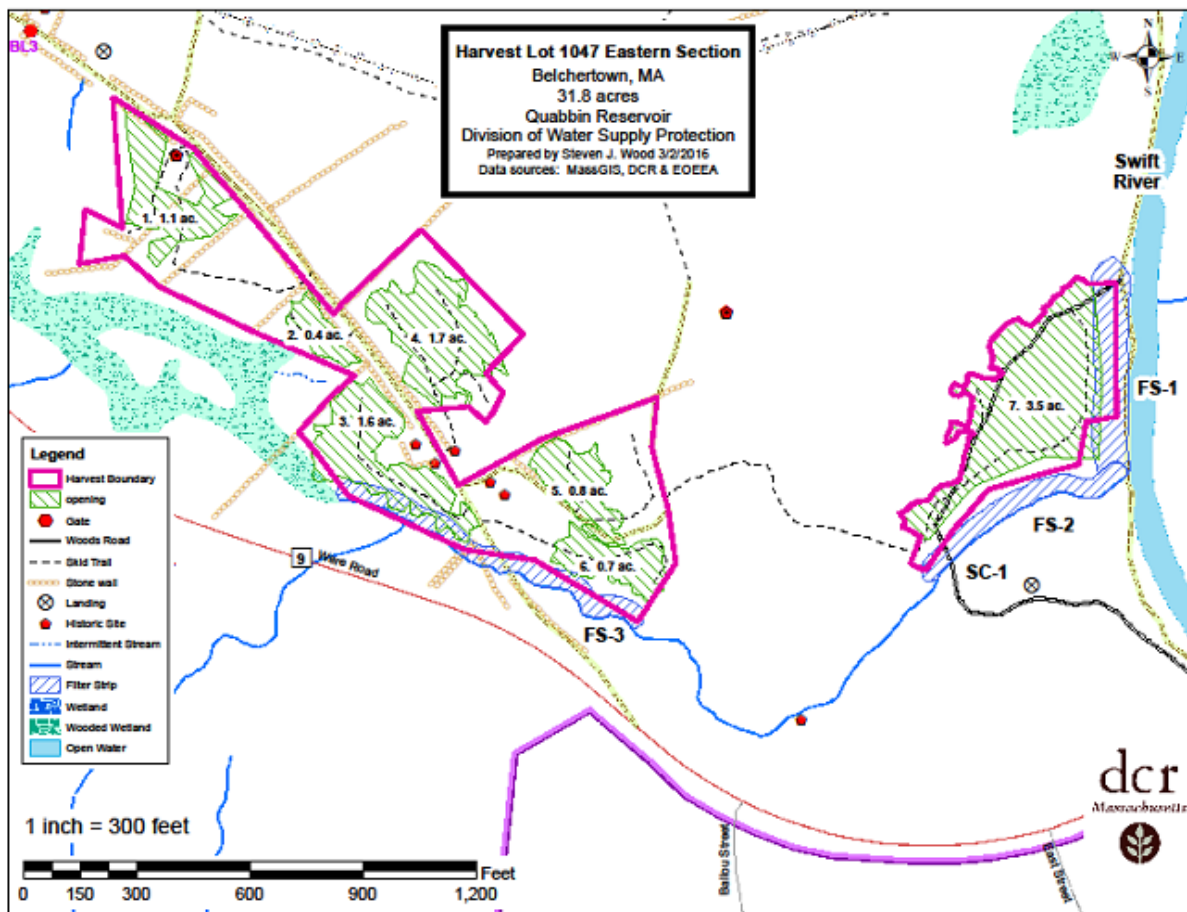 BL3
Harvest Lot 1047 Eastern Section
Belchertown, MA
31.8 acres
Quabbin Reservoir
Division of Water Supply Protection
Prepared by Steven J. Wood 3/2/2016
Data sources: MassGIS, DCR & EOEEA
N
W
E
S
Swift
River
1. 1.1 ac.
2. 0.4 ac.
4. 1.7 ac.
3. 1.6 ac.
5. 0.8 ac.
6. 0.7 ac.
7. 3.5 ac.
FS-1
FS-2
SC-1
FS-3
9
Ware Road
Legend
Harvest Boundary
opening
Gate
Woods Road
Skid Trail
Stone wall
Landing
Historic Site
Intermittent Stream
Stream
Filter Strip
Wetland
Wooded Wetland
Open Water
1 inch = 300 feet
Feet
0 150 300 600 900 1,200
Ballou Street
East Street
dcr
Massachusetts